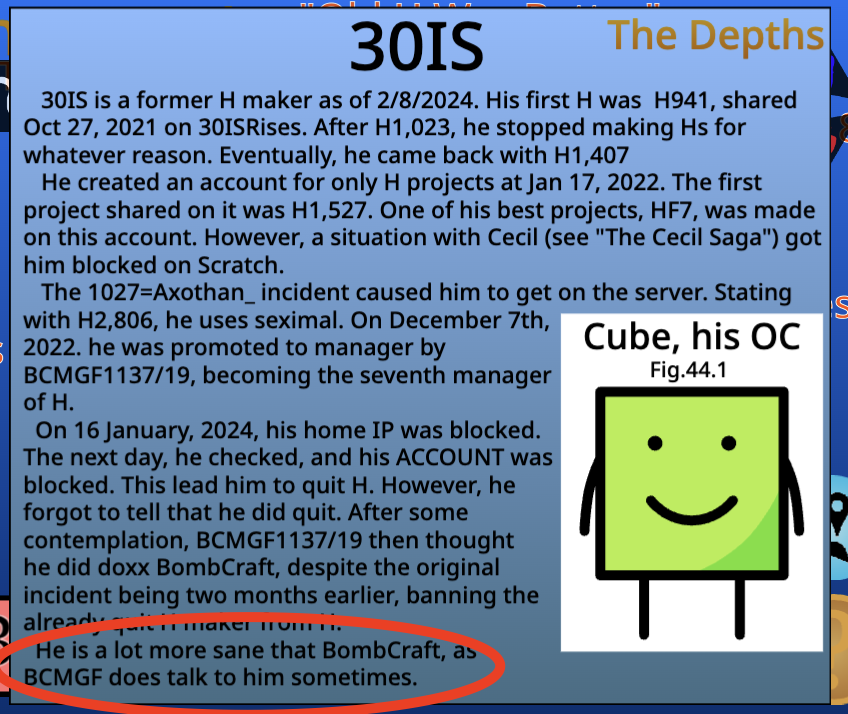 30IS
The Depths
30IS is a former H maker as of 2/8/2024. His first H was H941, shared
Oct 27, 2021 on 30ISRises. After H1,023, he stopped making Hs for
whatever reason. Eventually, he came back with H1,407
He created an account for only H projects at Jan 17, 2022. The first
project shared on it was H1,527. One of his best projects, HF7, was made
on this account. However, a situation with Cecil (see "The Cecil Saga") got
him blocked on Scratch.
The 1027=Axothan_ incident caused him to get on the server. Stating
with H2,806, he uses seximal. On December 7th,
2022. he was promoted to manager by
BCMGF1137/19, becoming the seventh manager
of H.
On 16 January, 2024, his home IP was blocked.
The next day, he checked, and his ACCOUNT was
blocked. This lead him to quit H. However, he
forgot to tell that he did quit. After some
contemplation, BCMGF1137/19 then thought
he did doxx BombCraft, despite the original
incident being two months earlier, banning the
already quit H maker from H.
He is a lot more sane that BombCraft, as
BCMGF does talk to him sometimes.
Cube, his OC
Fig.44.1